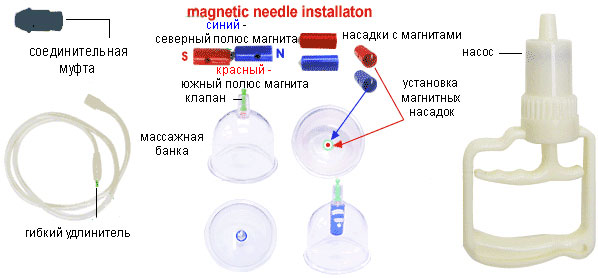 magnetic needle installaton
синий -
северный полюс магнита
S
N
красный -
южный полюс магнита
соединительная
муфта
насадки с магнитами
насос
установка
магнитных
насадок
клапан
массажная
банка
гибкий удлинитель